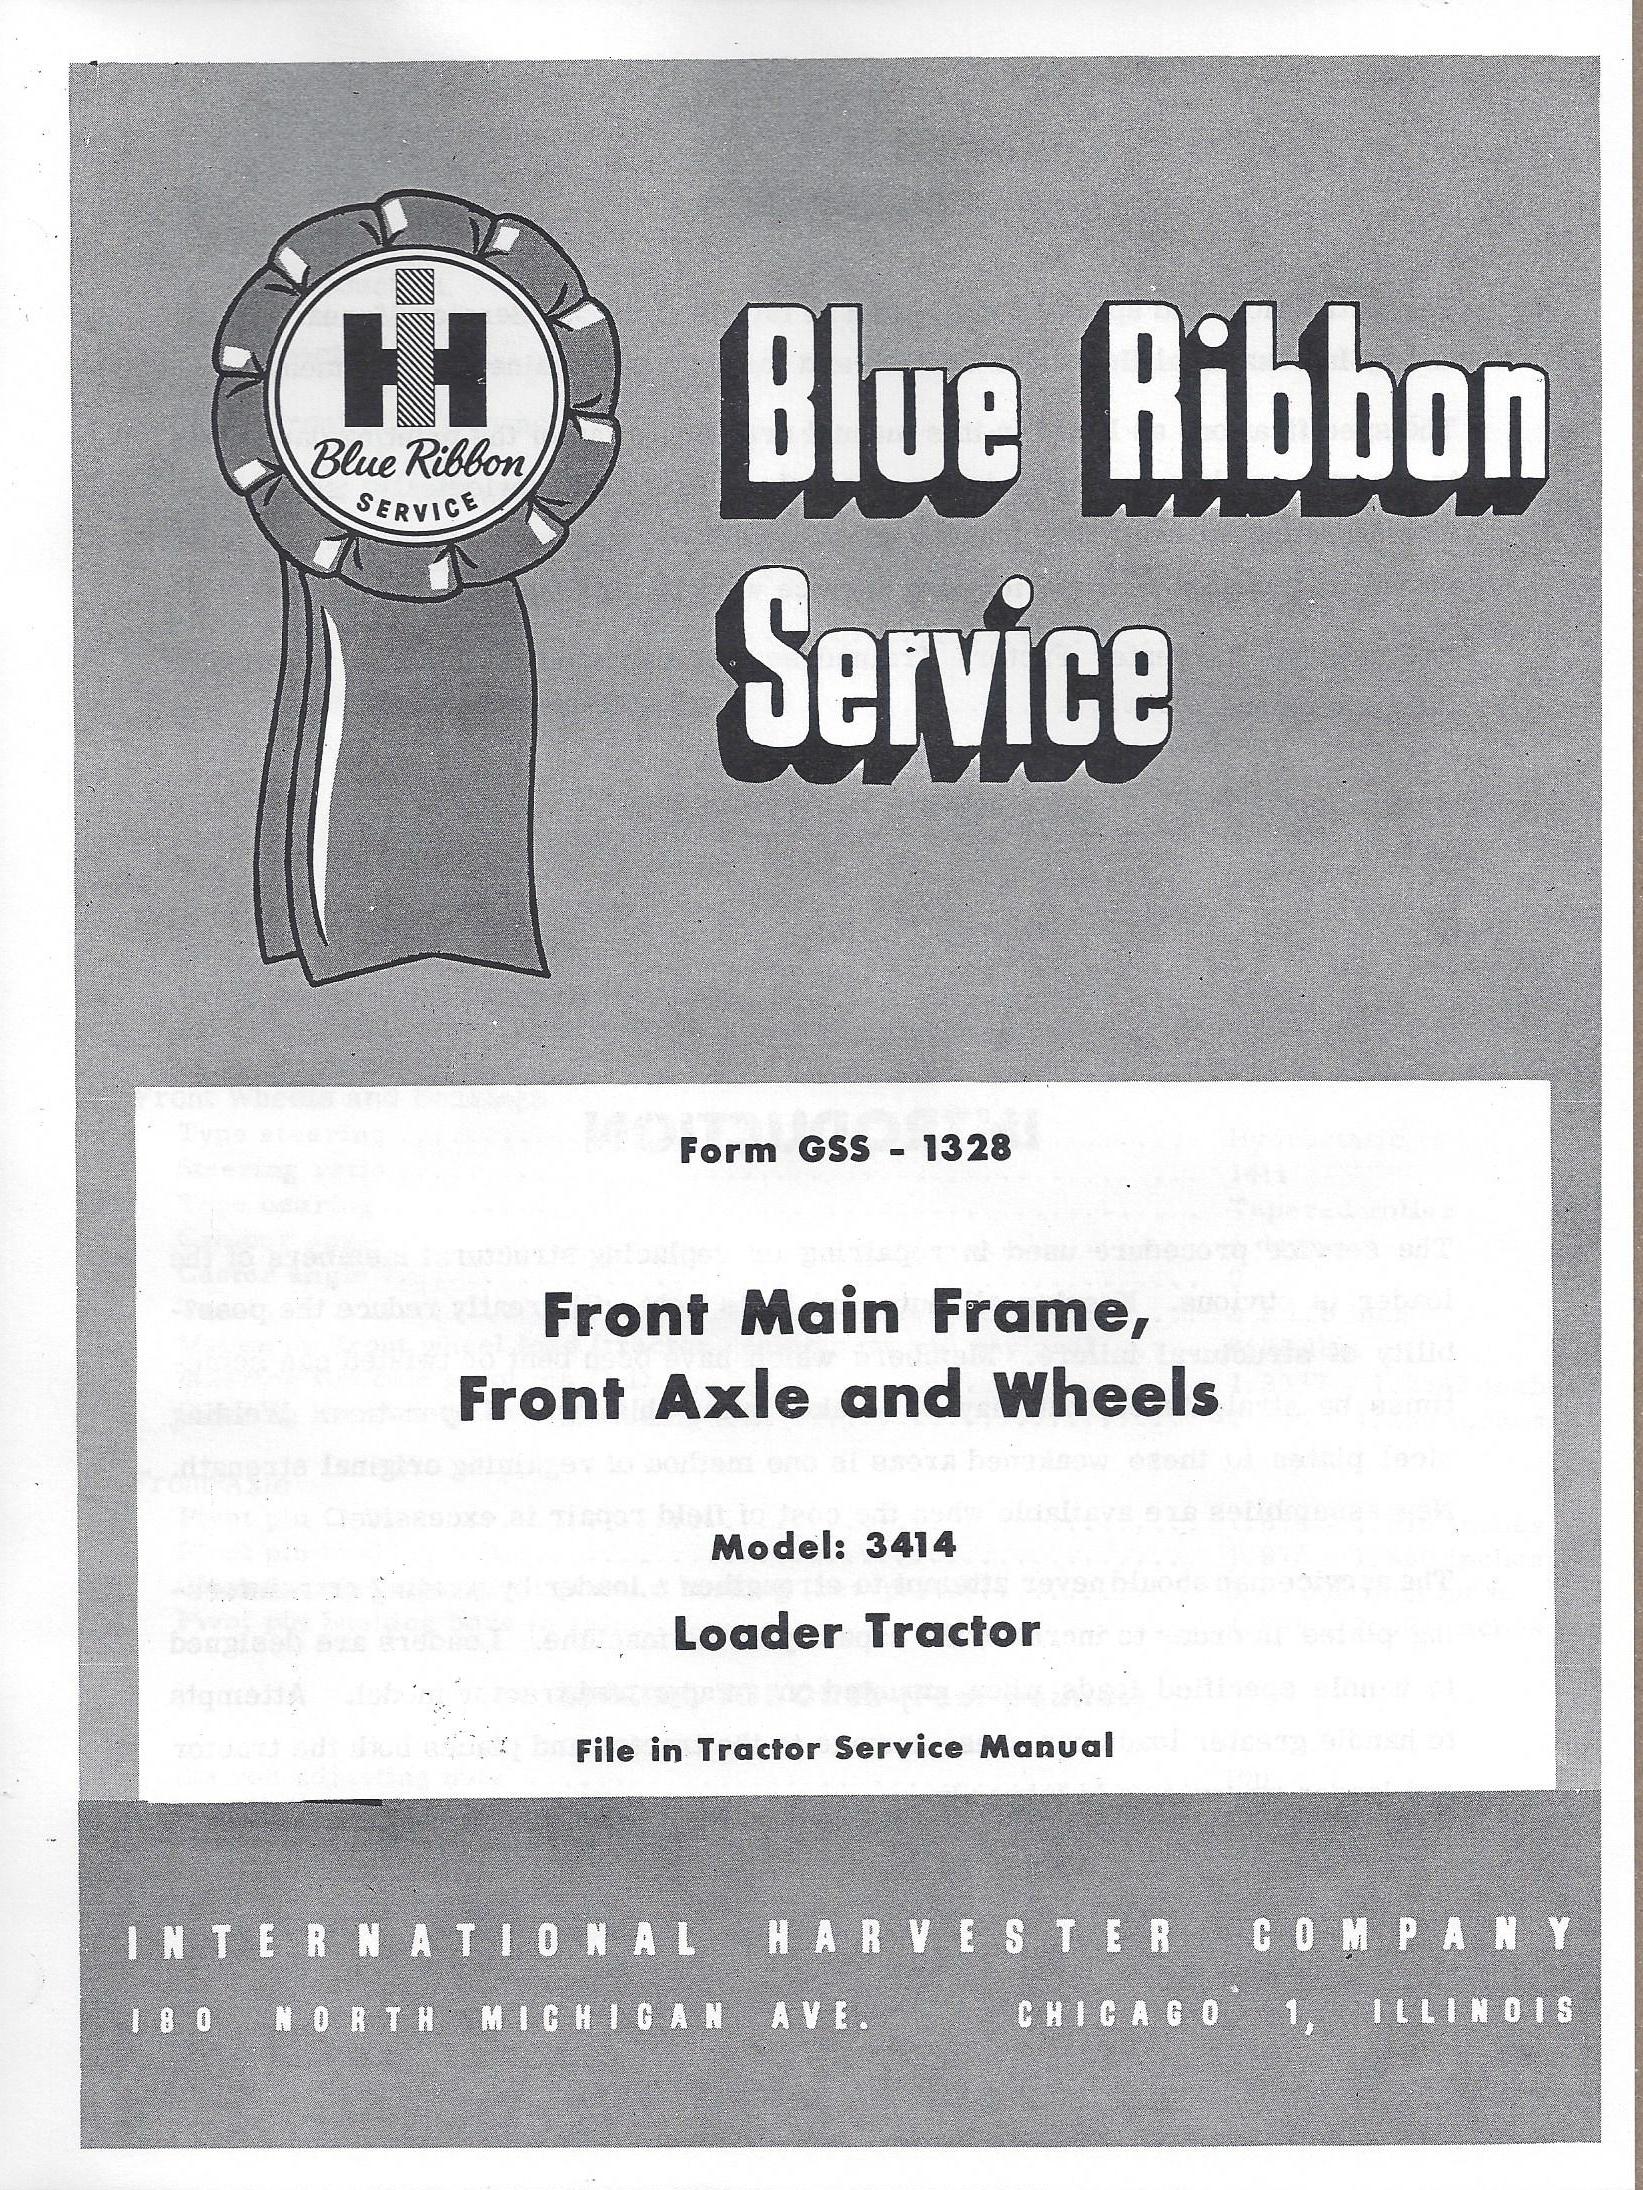 IH
Blue Ribbon
SERVICE
Blue Ribbon
Service
Form GSS - 1328
Front Main Frame,
Front Axle and Wheels
Model: 3414
Loader Tractor
File in Tractor Service Manual
INTERNATIONAL HARVESTER COMPANY
180 NORTH MICHIGAN AVE. CHICAGO 1, ILLINOIS